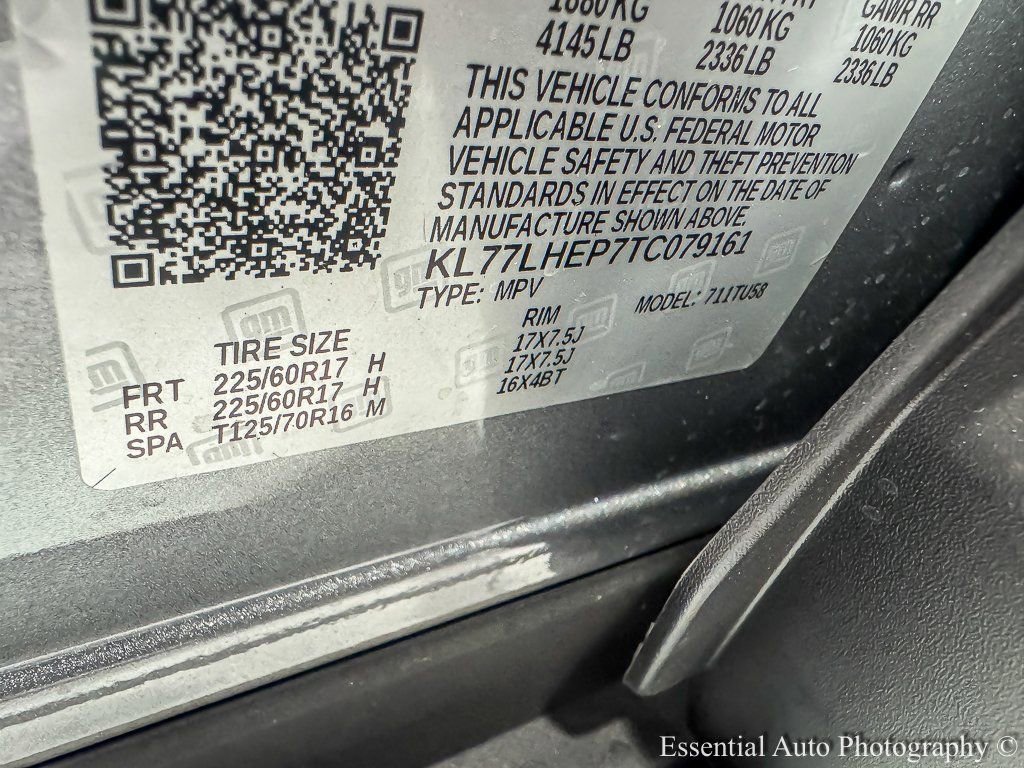 1880 KG
4145 LB
1060 KG
2336 LB
GAWR RR
1060 KG
2336 LB
THIS VEHICLE CONFORMS TO ALL
APPLICABLE U.S. FEDERAL MOTOR
VEHICLE SAFETY AND THEFT PREVENTION
STANDARDS IN EFFECT ON THE DATE OF
MANUFACTURE SHOWN ABOVE.
KL77LHEP7TC079161
TYPE: MPV
MODEL: 711TU58
TIRE SIZE RIM
FRT 225/60R17 H 17X7.5J
RR 225/60R17 H 17X7.5J
SPA T125/70R16 M 16X4BT
gm
Essential Auto Photography ©